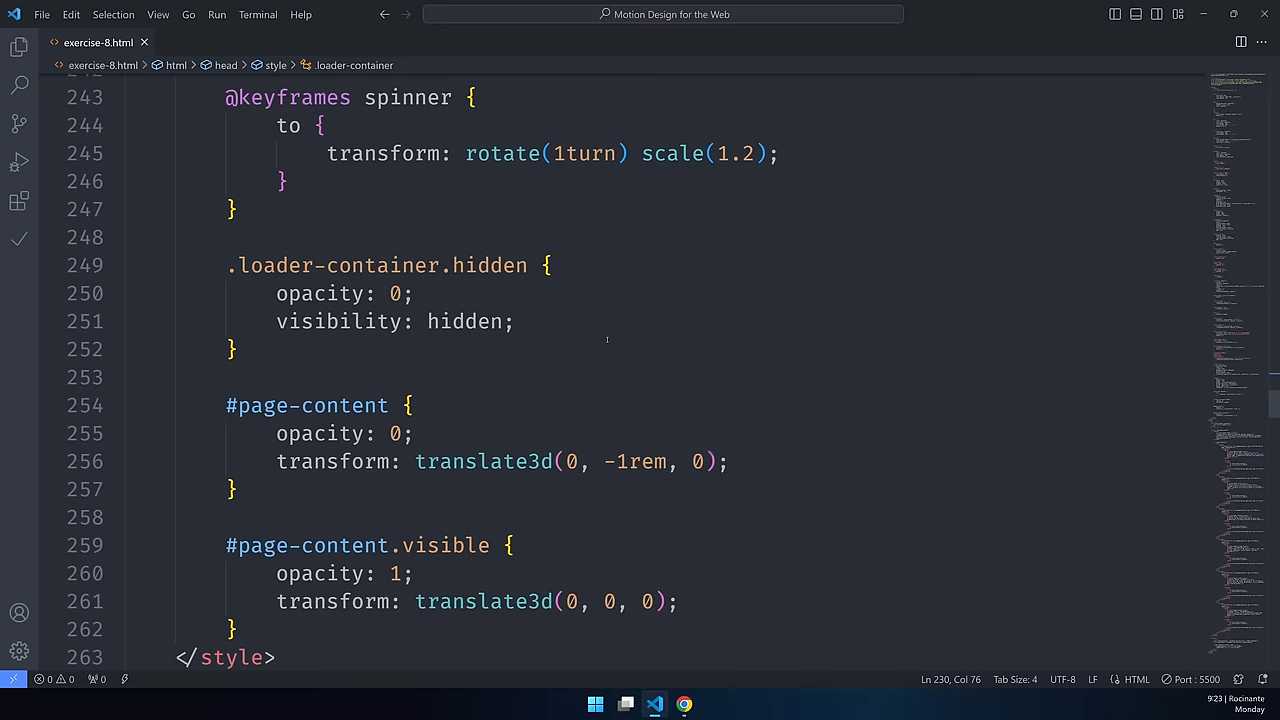 File Edit Selection View Go Run Terminal Help
Motion Design for the Web
exercise-8.html
exercise-8.html > html > head > style > .loader-container
243 @keyframes spinner {
244 to {
245 transform: rotate(1turn) scale(1.2);
246 }
247 }
248
249 .loader-container.hidden {
250 opacity: 0;
251 visibility: hidden;
252 }
253
254 #page-content {
255 opacity: 0;
256 transform: translate3d(0, -1rem, 0);
257 }
258
259 #page-content.visible {
260 opacity: 1;
261 transform: translate3d(0, 0, 0);
262 }
263 </style>
0 0 0 Ln 230, Col 76 Tab Size: 4 UTF-8 LF HTML Port : 5500
9:23 | Rocinante
Monday